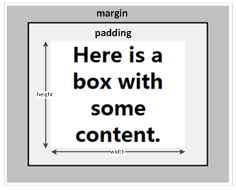 margin
padding
Here is a
box with
height
some
content.
width